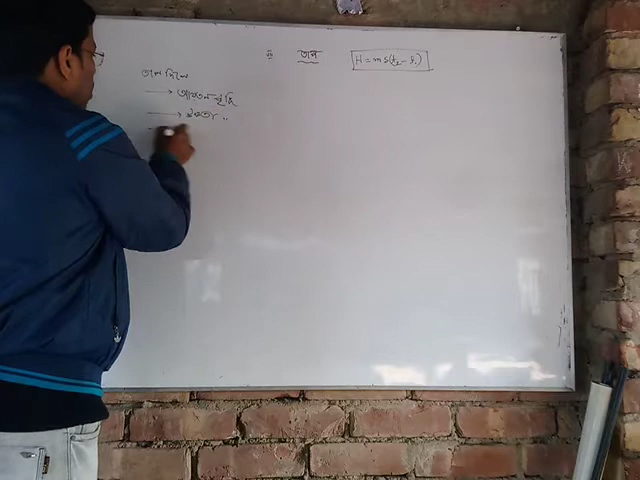 তাপ H = ms(t₂ - t₁)
তাপ দিলে
→ আয়তন বৃদ্ধি
→ "